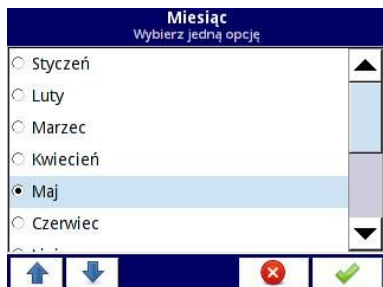 Miesiąc
Wybierz jedną opcję
Styczeń
Luty
Marzec
Kwiecień
Maj
Czerwiec